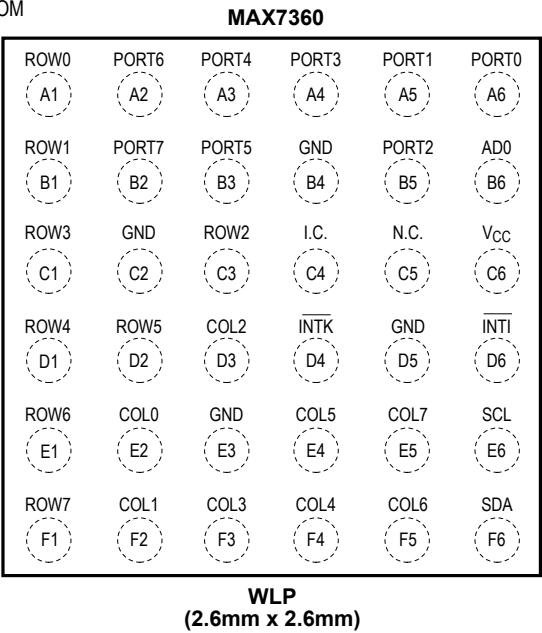 MAX7360
ROW0 PORT6 PORT4 PORT3 PORT1 PORT0
A1 A2 A3 A4 A5 A6
ROW1 PORT7 PORT5 GND PORT2 AD0
B1 B2 B3 B4 B5 B6
ROW3 GND ROW2 I.C. N.C. VCC
C1 C2 C3 C4 C5 C6
ROW4 ROW5 COL2 INTK GND INTI
D1 D2 D3 D4 D5 D6
ROW6 COL0 GND COL5 COL7 SCL
E1 E2 E3 E4 E5 E6
ROW7 COL1 COL3 COL4 COL6 SDA
F1 F2 F3 F4 F5 F6
WLP
(2.6mm x 2.6mm)